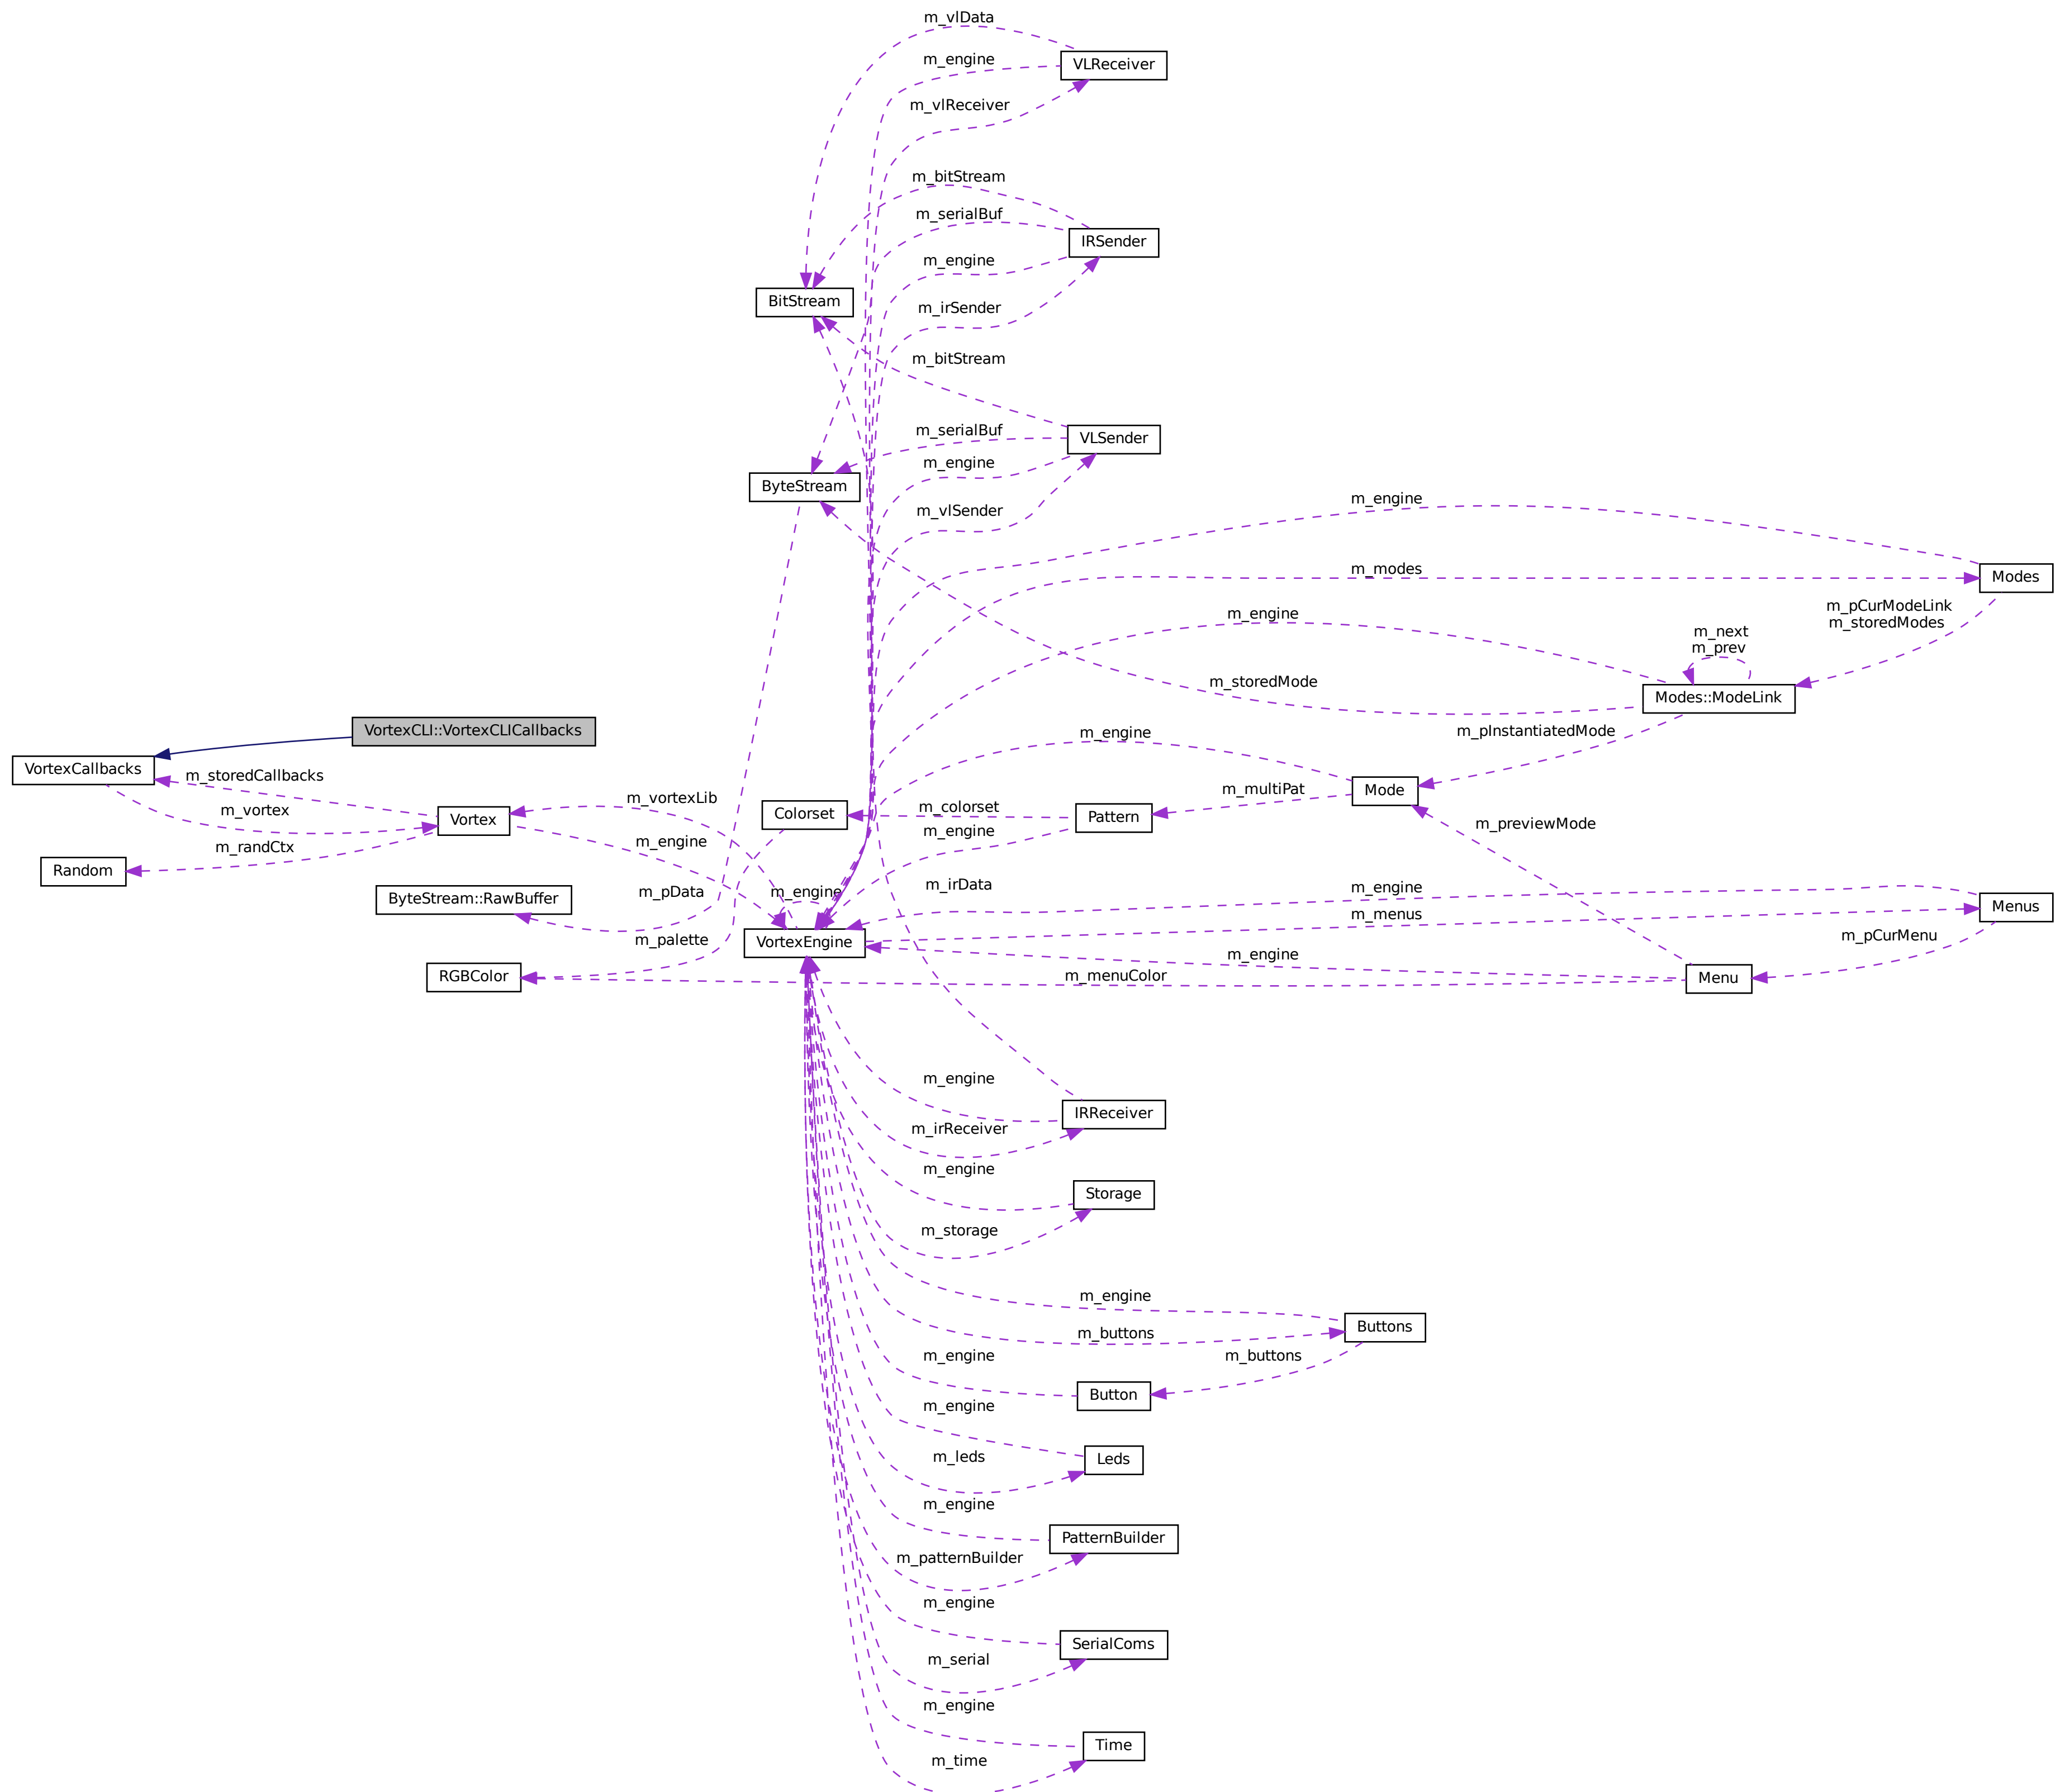 m_vlData
m_engine
VLReceiver
m_vlReceiver
m_bitStream
m_serialBuf
IRSender
m_engine
BitStream
m_irSender
m_bitStream
m_serialBuf
VLSender
m_engine
ByteStream
m_engine
m_vlSender
m_modes
Modes
m_pCurModeLink
m_storedModes
m_engine
m_next
m_prev
m_storedMode
Modes::ModeLink
VortexCLI::VortexCLICallbacks
m_pInstantiatedMode
m_engine
VortexCallbacks
m_storedCallbacks
m_vortex
m_vortexLib
Vortex
Colorset
m_colorset
Pattern
m_multiPat
Mode
m_previewMode
m_engine
m_engine
m_randCtx
Random
ByteStream::RawBuffer
m_pData
m_engine
m_irData
m_engine
Menus
m_menus
m_palette
VortexEngine
m_pCurMenu
m_engine
RGBColor
m_menuColor
Menu
m_engine
IRReceiver
m_irReceiver
m_engine
Storage
m_storage
m_engine
Buttons
m_buttons
m_engine
m_buttons
Button
m_engine
m_leds
Leds
m_engine
PatternBuilder
m_patternBuilder
m_engine
SerialComs
m_serial
m_engine
Time
m_time